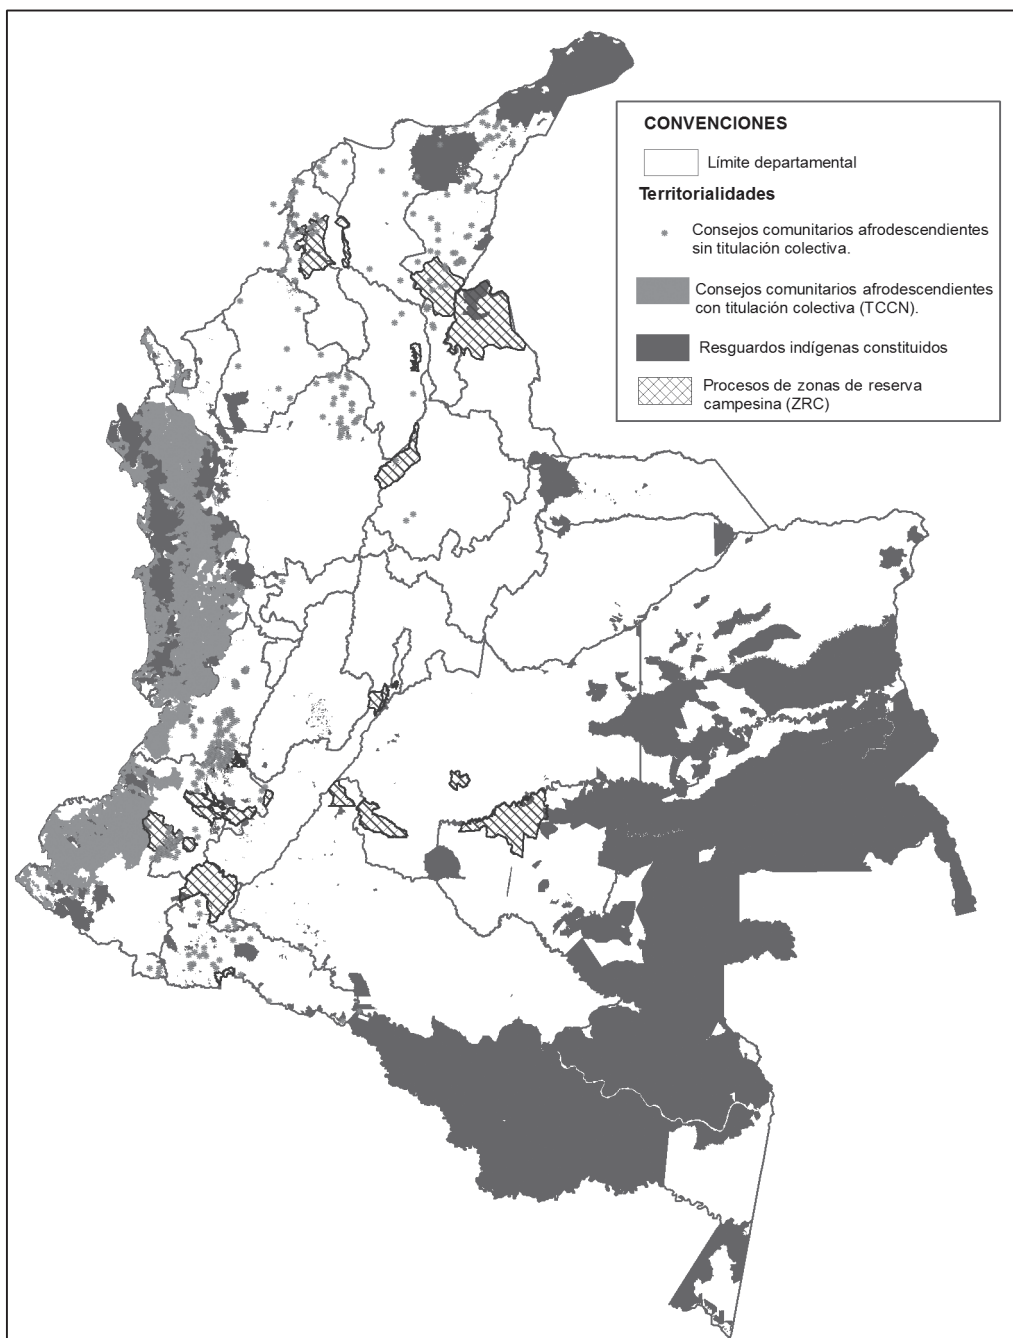 CONVENCIONES
Límite departamental
Territorialidades
Consejos comunitarios afrodescendientes
sin titulación colectiva.
Consejos comunitarios afrodescendientes
con titulación colectiva (TCCN).
Resguardos indígenas constituidos
Procesos de zonas de reserva
campesina (ZRC)